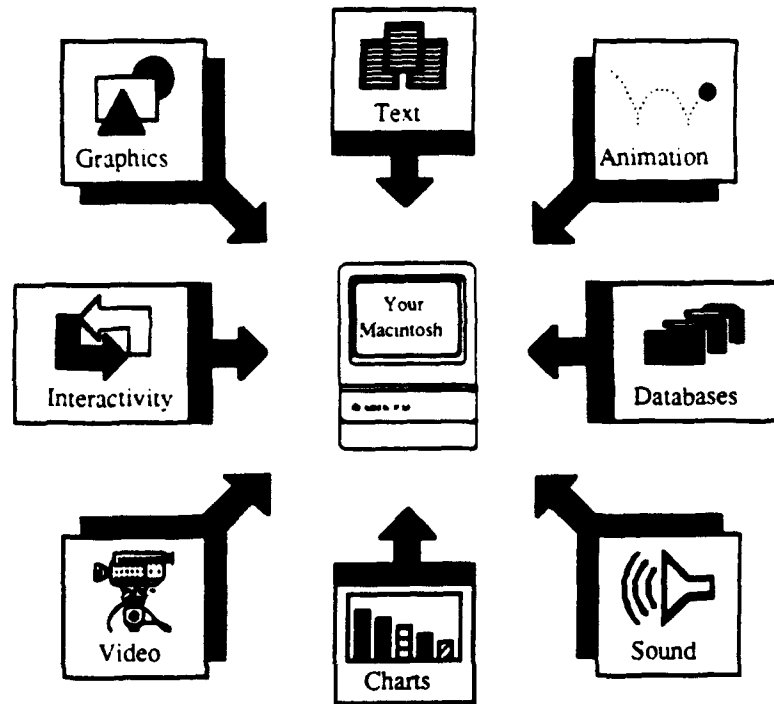 Text
Graphics
Animation
Your
Macintosh
Interactivity
Databases
Video
Charts
Sound